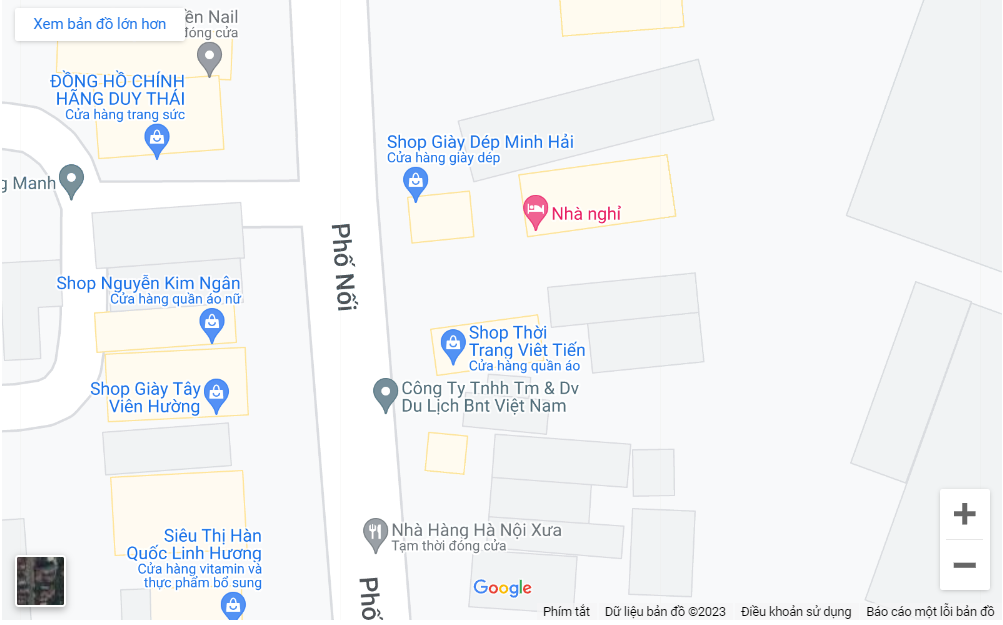 Xem bản đồ lớn hơn
ền Nail
đóng cửa
ĐỒNG HỒ CHÍNH
HÃNG DUY THÁI
Cửa hàng trang sức
Shop Giày Dép Minh Hải
Cửa hàng giày dép
g Manh
Nhà nghỉ
Phố Nối
Shop Nguyễn Kim Ngân
Cửa hàng quần áo nữ
Shop Thời
Trang Viêt Tiến
Cửa hàng quần áo
Shop Giày Tây
Viên Hường
Công Ty Tnhh Tm & Dv
Du Lịch Bnt Việt Nam
Nhà Hàng Hà Nội Xưa
Tạm thời đóng cửa
Siêu Thị Hàn
Quốc Linh Hương
Cửa hàng vitamin và
thực phẩm bổ sung
Phố
Google
Phím tắt Dữ liệu bản đồ ©2023 Điều khoản sử dụng Báo cáo một lỗi bản đồ